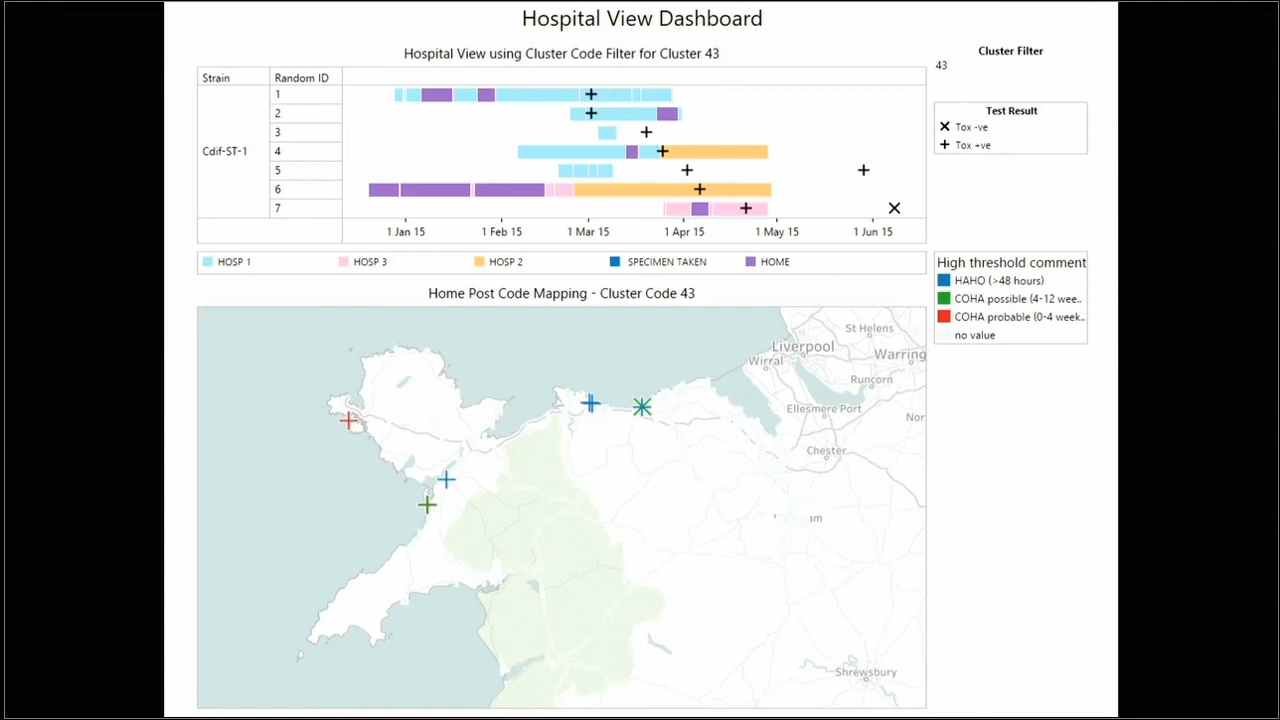 Hospital View Dashboard
Hospital View using Cluster Code Filter for Cluster 43
Cluster Filter
43
Strain Random ID
1
2
3
Cdif-ST-1 4
5
6
7
1 Jan 15 1 Feb 15 1 Mar 15 1 Apr 15 1 May 15 1 Jun 15
Test Result
Tox -ve
Tox +ve
HOSP 1 HOSP 3 HOSP 2 SPECIMEN TAKEN HOME
High threshold comment
HAHO (>48 hours)
COHA possible (4-12 wee..
COHA probable (0-4 week..
no value
Home Post Code Mapping - Cluster Code 43
St Helens
Liverpool
Wirral
Warring
Runcorn
Ellesmere Port
Nor
Chester
am
Shrewsbury